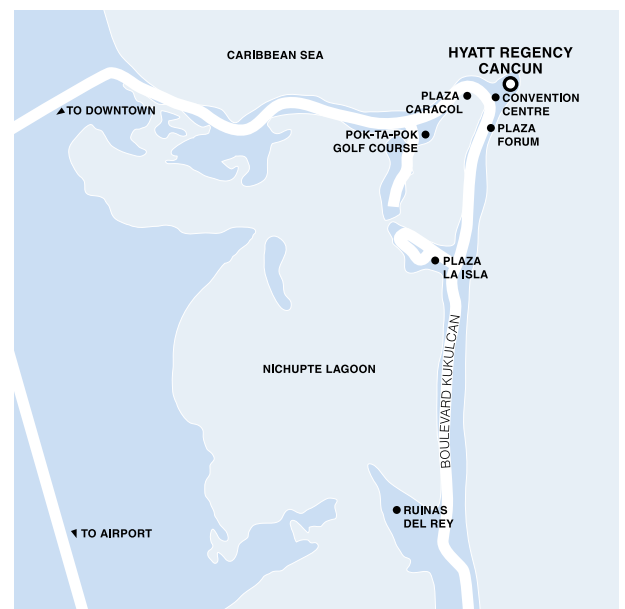 CARIBBEAN SEA
HYATT REGENCY
CANCUN
TO DOWNTOWN
PLAZA
CARACOL
CONVENTION
CENTRE
POK-TA-POK
GOLF COURSE
PLAZA
FORUM
PLAZA
LA ISLA
BOULEVARD KUKULCAN
NICHUPTE LAGOON
RUINAS
DEL REY
TO AIRPORT